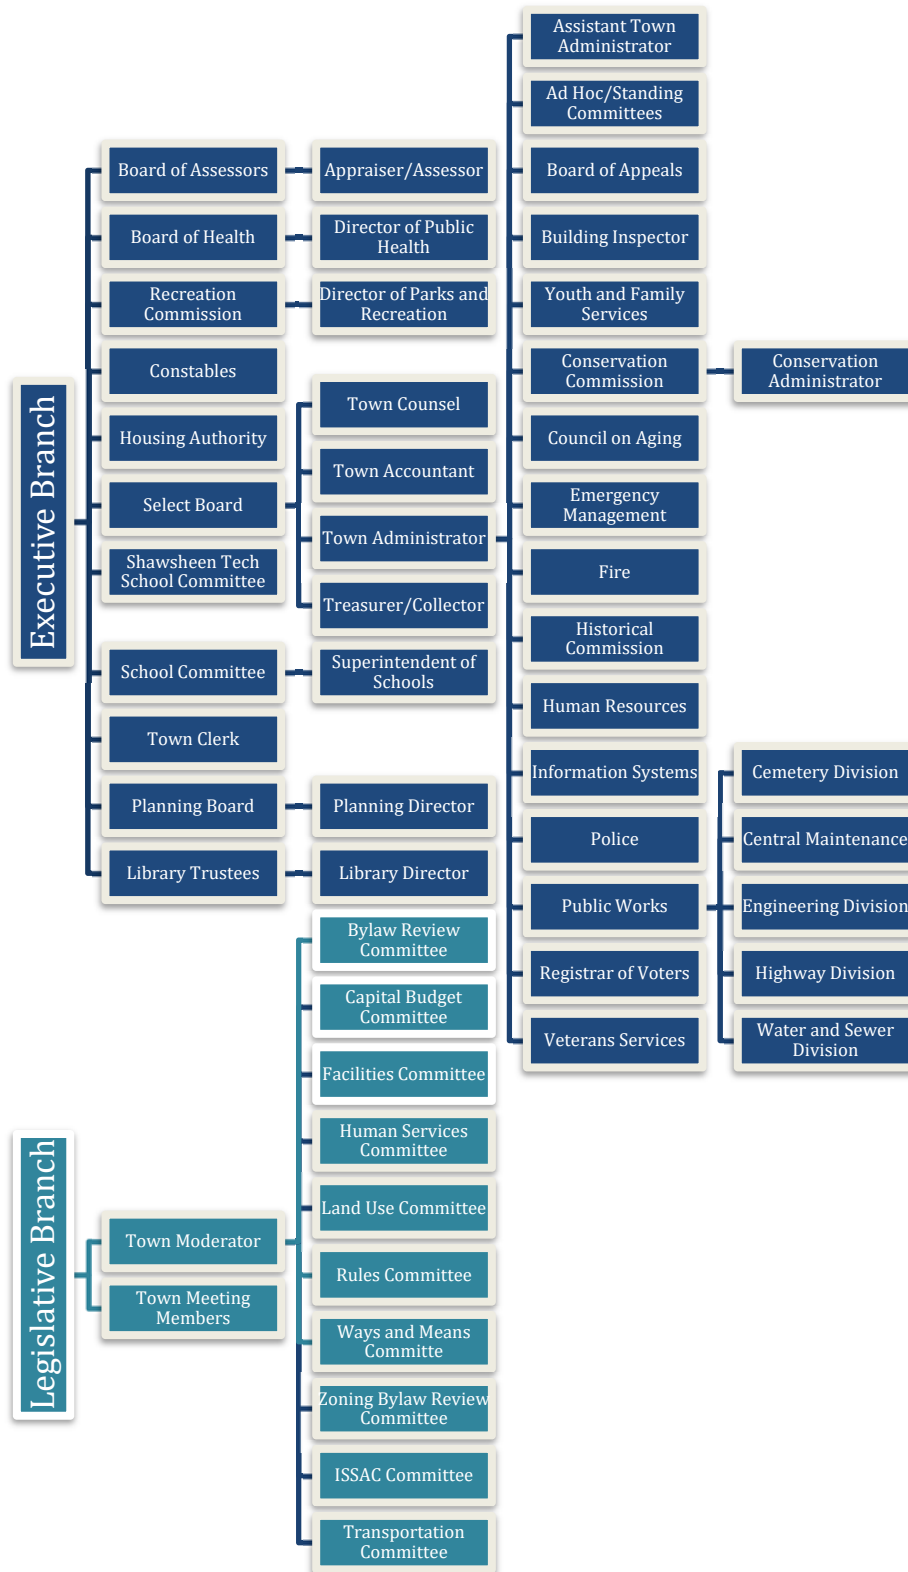 Executive Branch
Board of Assessors
Board of Health
Recreation
Commission
Constables
Housing Authority
Select Board
Shawsheen Tech
School Committee
School Committee
Town Clerk
Planning Board
Library Trustees
Appraiser/Assessor
Director of Public
Health
Director of Parks and
Recreation
Town Counsel
Town Accountant
Town Administrator
Treasurer/Collector
Superintendent of
Schools
Planning Director
Library Director
Assistant Town
Administrator
Ad Hoc/Standing
Committees
Board of Appeals
Building Inspector
Youth and Family
Services
Conservation
Commission
Council on Aging
Emergency
Management
Fire
Historical
Commission
Human Resources
Information Systems
Police
Public Works
Registrar of Voters
Veterans Services
Conservation
Administrator
Cemetery Division
Central Maintenance
Engineering Division
Highway Division
Water and Sewer
Division
Legislative Branch
Town Moderator
Town Meeting
Members
Bylaw Review
Committee
Capital Budget
Committee
Facilities Committee
Human Services
Committee
Land Use Committee
Rules Committee
Ways and Means
Committe
Zoning Bylaw Review
Committee
ISSAC Committee
Transportation
Committee